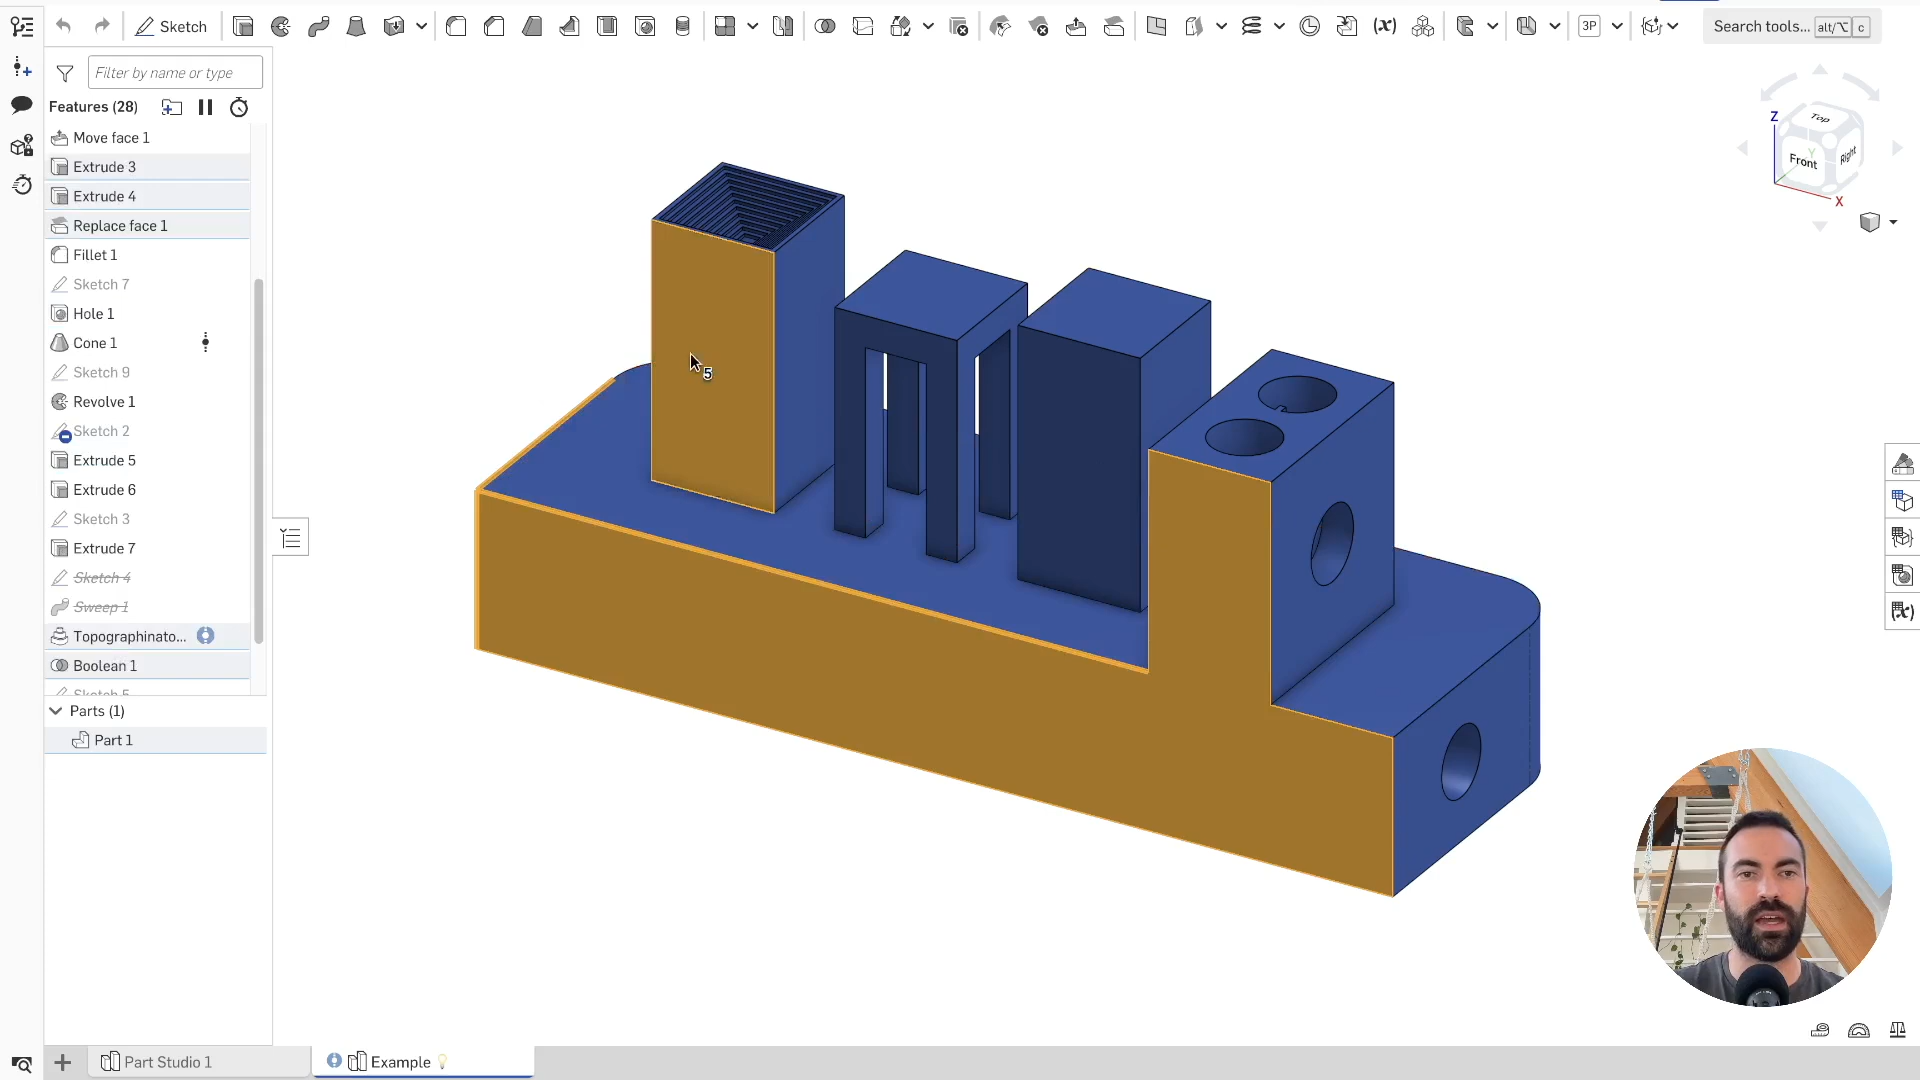 Sketch
3P
(x)
Search tools... alt/⌥ c
Filter by name or type
Features (28)
Move face 1
Extrude 3
Extrude 4
Replace face 1
Fillet 1
Sketch 7
Hole 1
Cone 1
Sketch 9
Revolve 1
Sketch 2
Extrude 5
Extrude 6
Sketch 3
Extrude 7
Sketch 4
Sweep 1
Topographinato...
Boolean 1
Sketch 5
Parts (1)
Part 1
5
Z
Top
Y
Front
Right
X
(x)
Part Studio 1
Example